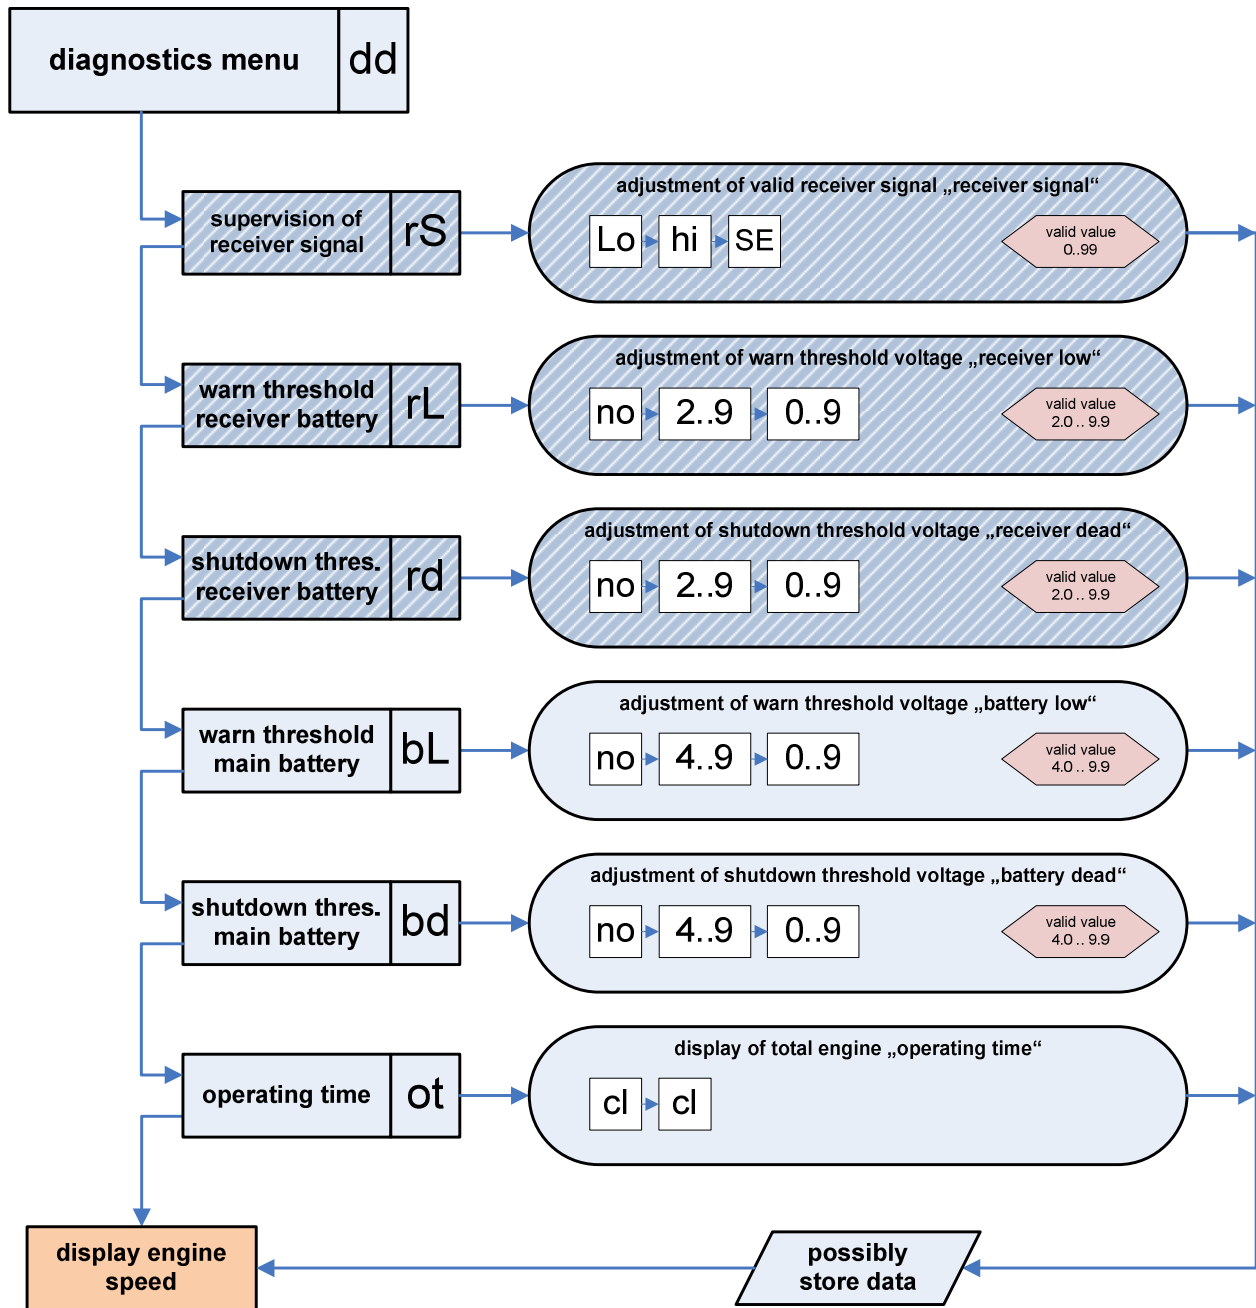 diagnostics menu
dd
supervision of
receiver signal
rS
adjustment of valid receiver signal „receiver signal“
Lo
hi
SE
valid value
0..99
warn threshold
receiver battery
rL
adjustment of warn threshold voltage „receiver low“
no
2..9
0..9
valid value
2.0 .. 9.9
shutdown thres.
receiver battery
rd
adjustment of shutdown threshold voltage „receiver dead“
no
2..9
0..9
valid value
2.0 .. 9.9
warn threshold
main battery
bL
adjustment of warn threshold voltage „battery low“
no
4..9
0..9
valid value
4.0 .. 9.9
shutdown thres.
main battery
bd
adjustment of shutdown threshold voltage „battery dead“
no
4..9
0..9
valid value
4.0 .. 9.9
operating time
ot
display of total engine „operating time“
cl
cl
display engine
speed
possibly
store data